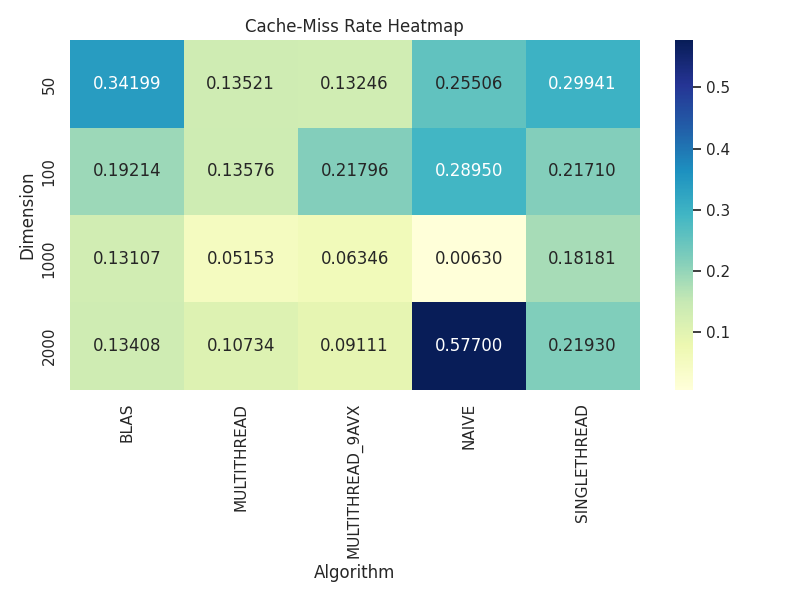 Cache-Miss Rate Heatmap
Dimension
50
0.34199 0.13521 0.13246 0.25506 0.29941
100
0.19214 0.13576 0.21796 0.28950 0.21710
1000
0.13107 0.05153 0.06346 0.00630 0.18181
2000
0.13408 0.10734 0.09111 0.57700 0.21930
BLAS
MULTITHREAD
MULTITHREAD_9AVX
NAIVE
SINGLETHREAD
Algorithm
0.5
0.4
0.3
0.2
0.1